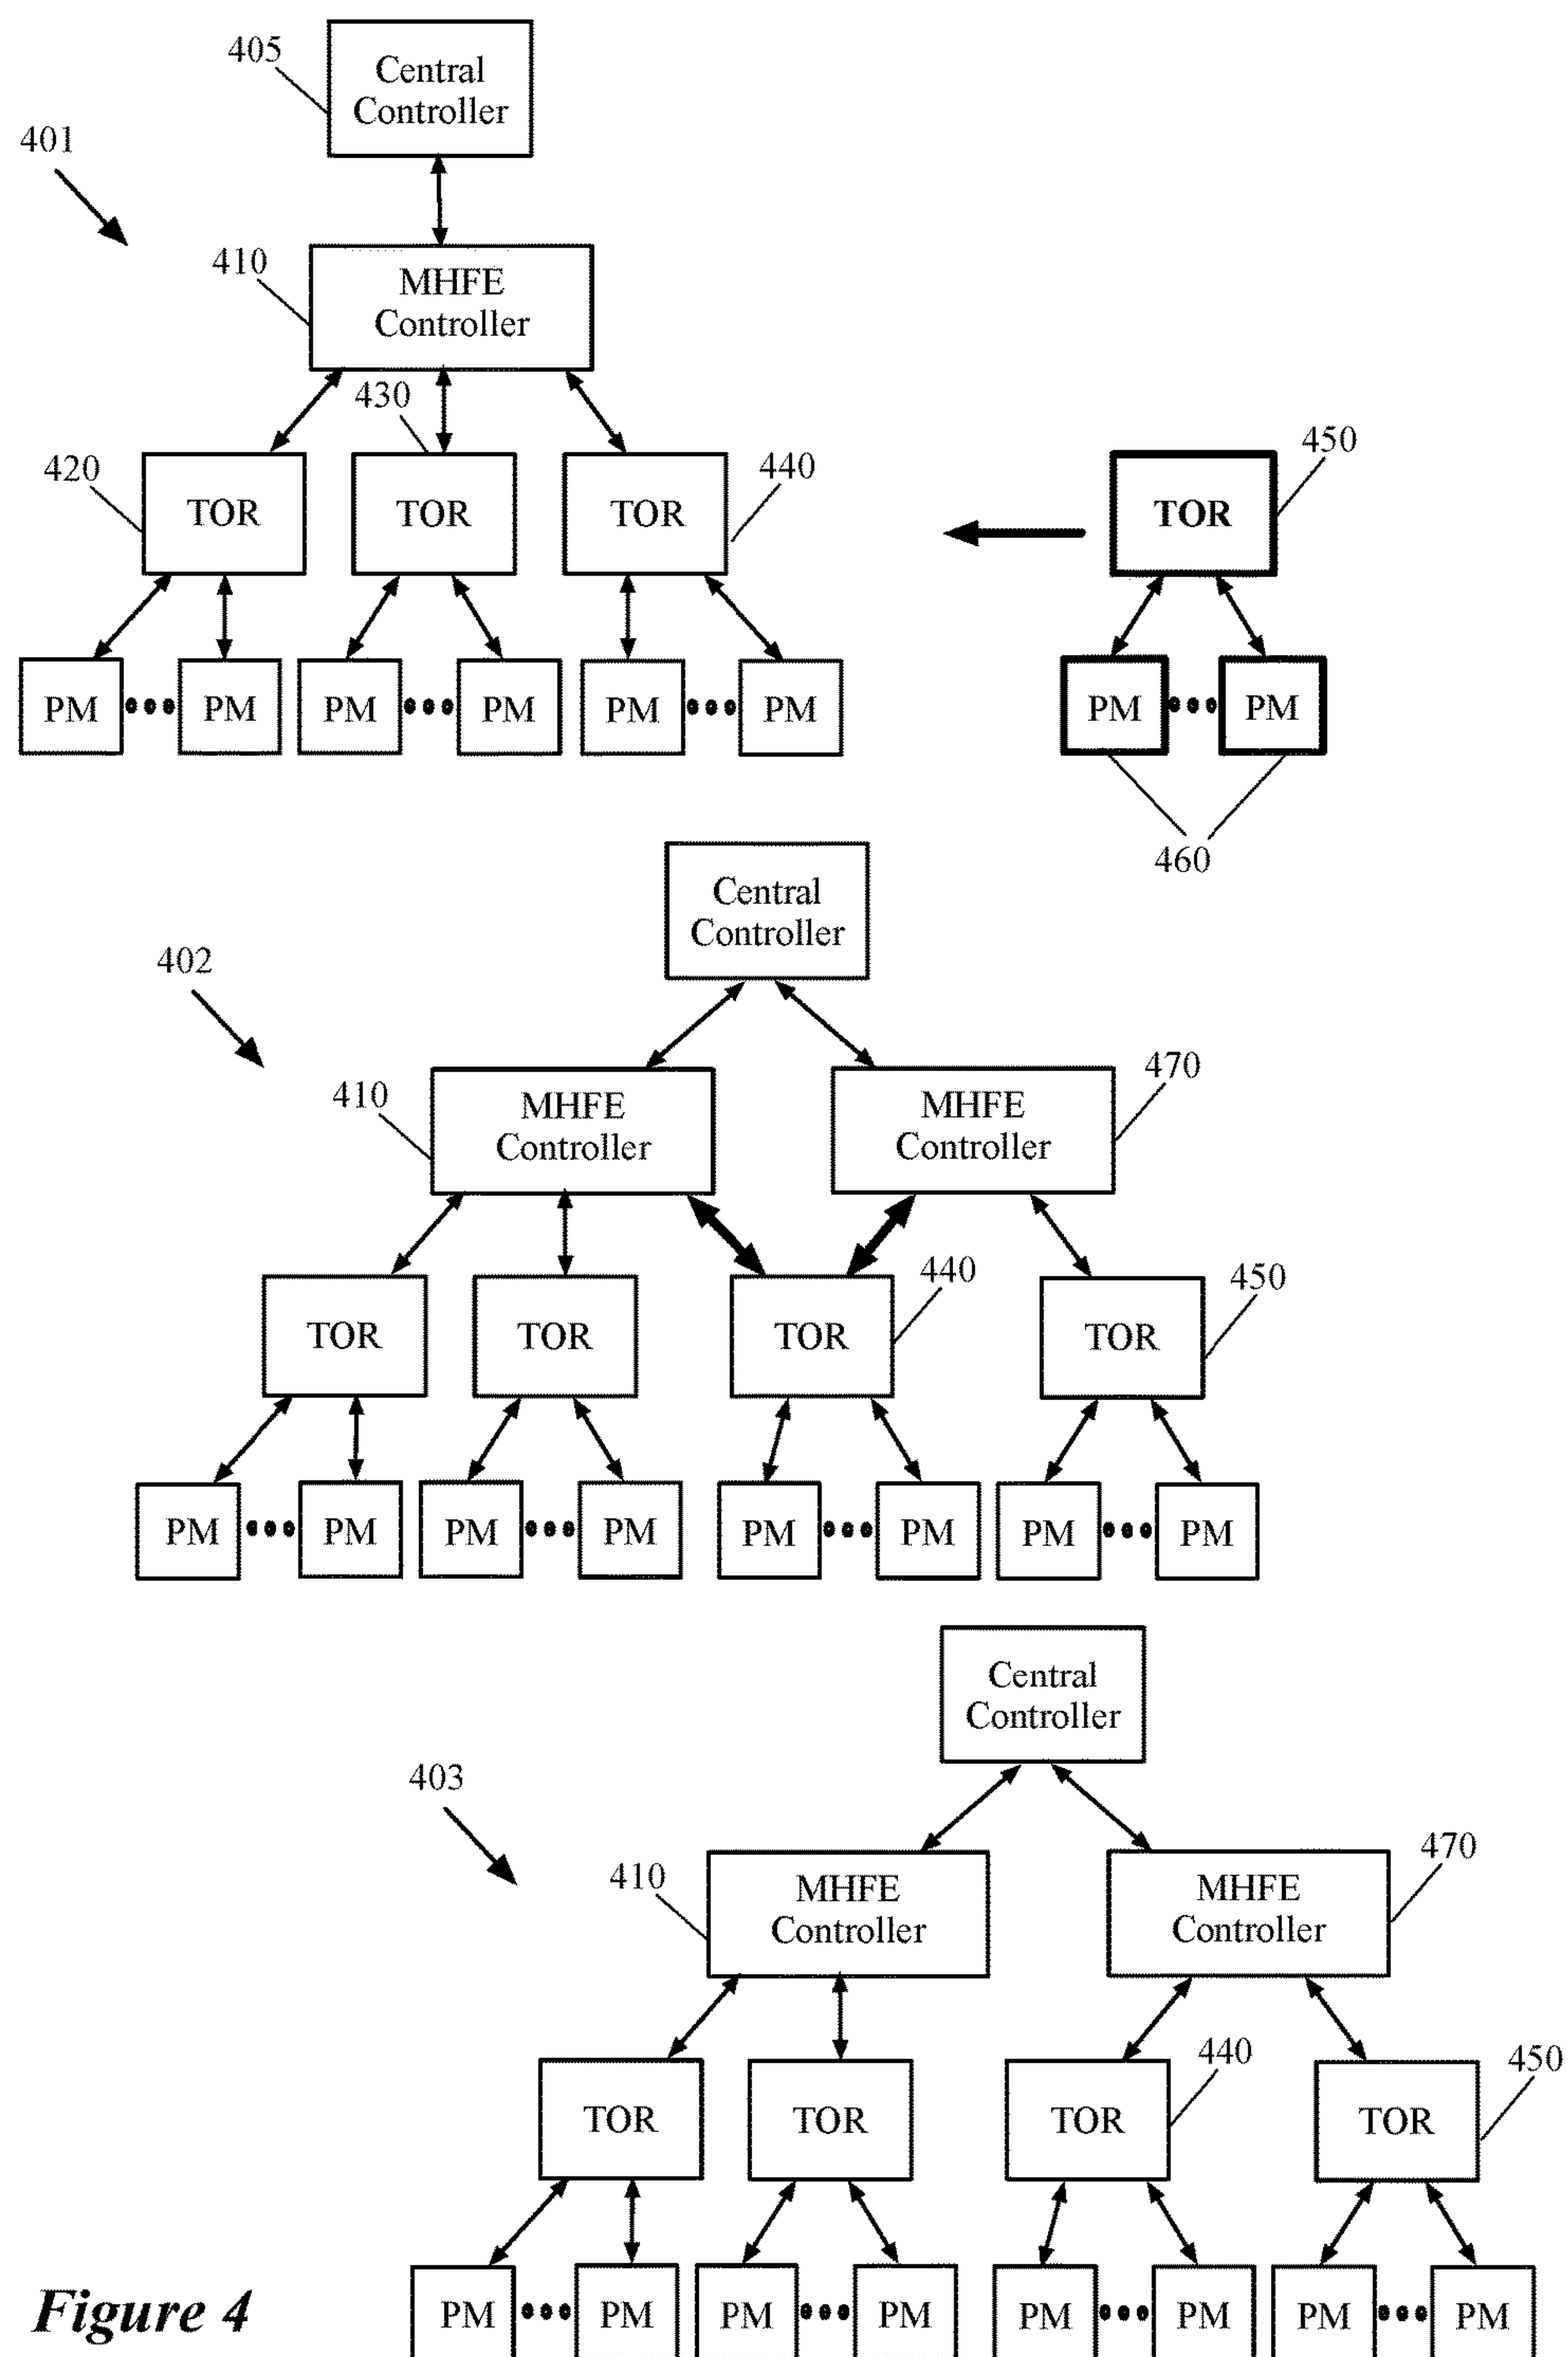 405
Central
Controller
401
410
MHFE
Controller
430
420
TOR
TOR
TOR
440
TOR
450
PM
PM
PM
PM
PM
PM
PM
PM
460
Central
Controller
402
410
MHFE
Controller
MHFE
Controller
470
TOR
TOR
TOR
440
TOR
450
PM
PM
PM
PM
PM
PM
PM
PM
Central
Controller
403
410
MHFE
Controller
MHFE
Controller
470
TOR
TOR
TOR
440
TOR
450
PM
PM
PM
PM
PM
PM
PM
PM
Figure 4